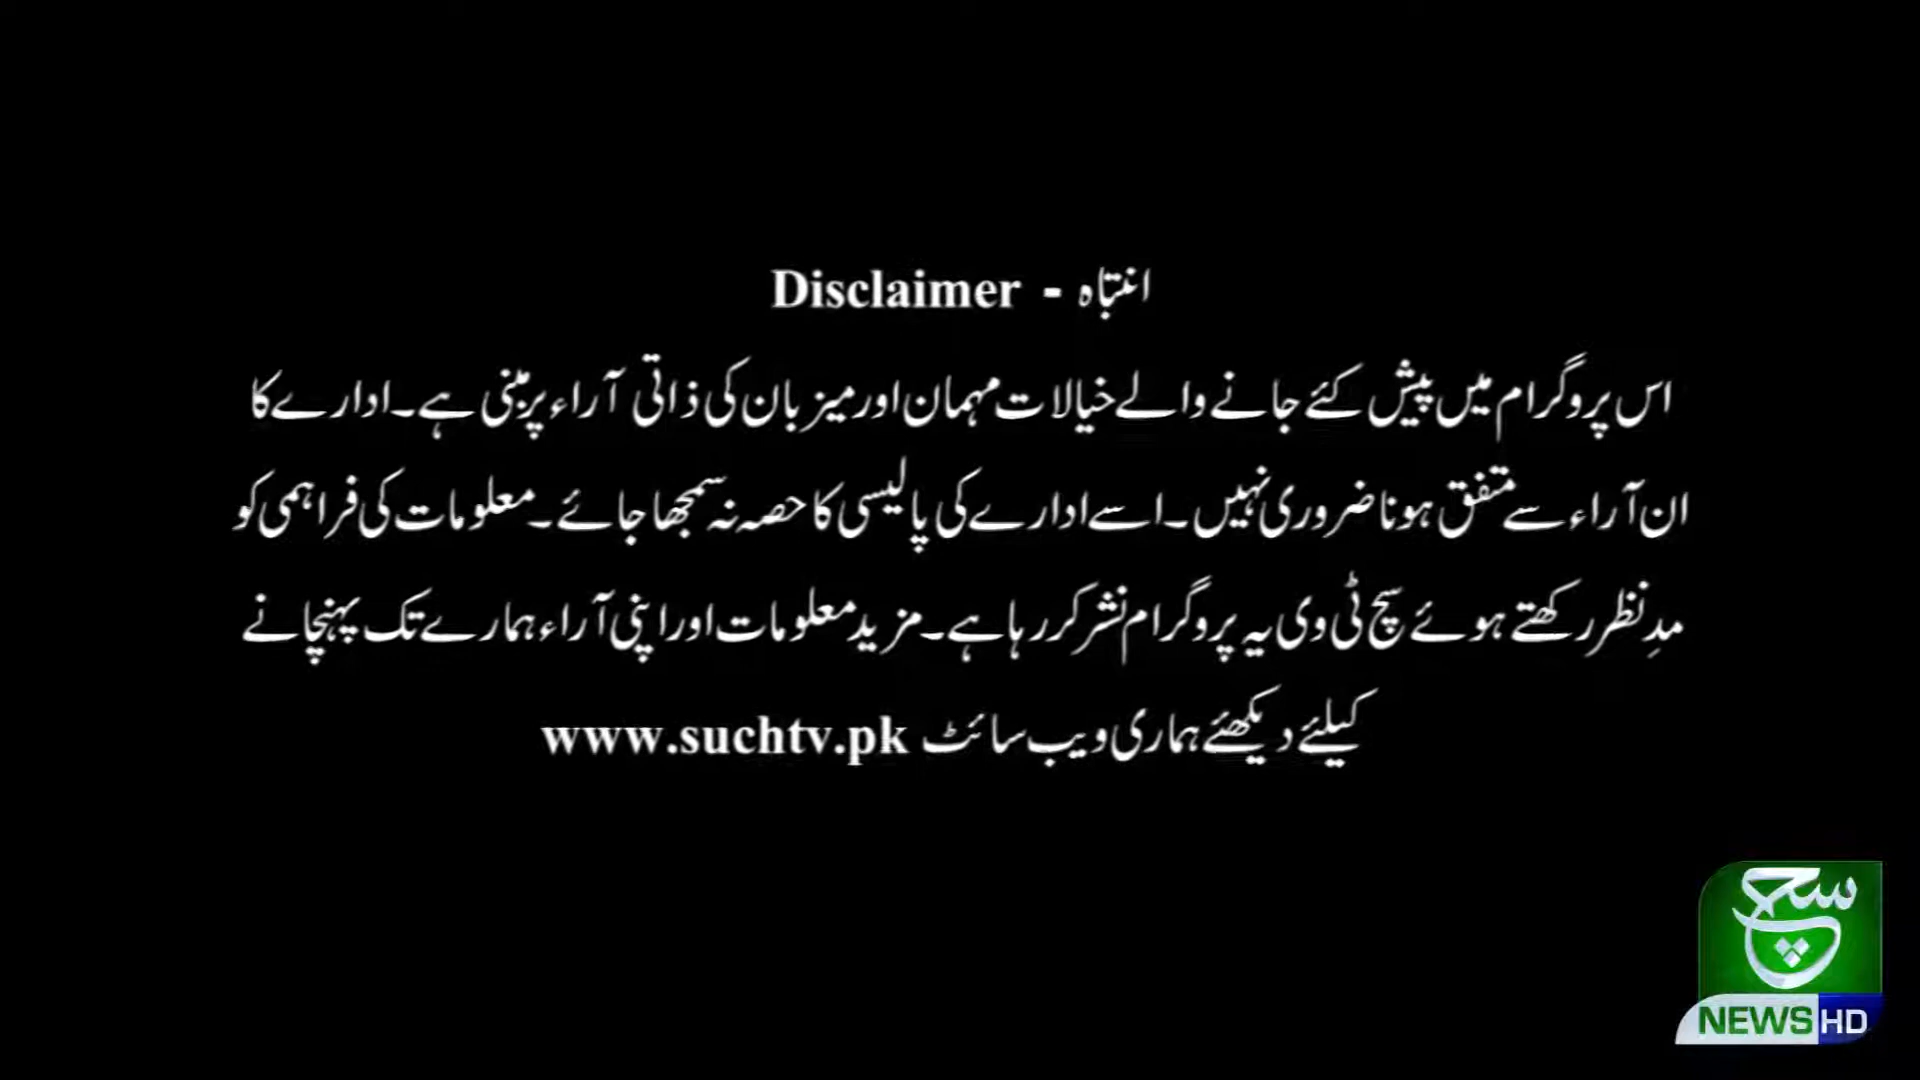 انتباہ - Disclaimer
اس پروگرام میں پیش کئے جانے والے خیالات مہمان اور میزبان کی ذاتی آراء پر مبنی ہے۔ ادارے کا
ان آراء سے متفق ہونا ضروری نہیں۔ اسے ادارے کی پالیسی کا حصہ نہ سمجھا جائے۔ معلومات کی فراہمی کو
مدِنظر رکھتے ہوئے سچ ٹی وی یہ پروگرام نشر کر رہا ہے۔ مزید معلومات اور اپنی آراء ہمارے تک پہنچانے
کیلئے دیکھئے ہماری ویب سائٹ www.suchtv.pk
سچ
NEWS HD